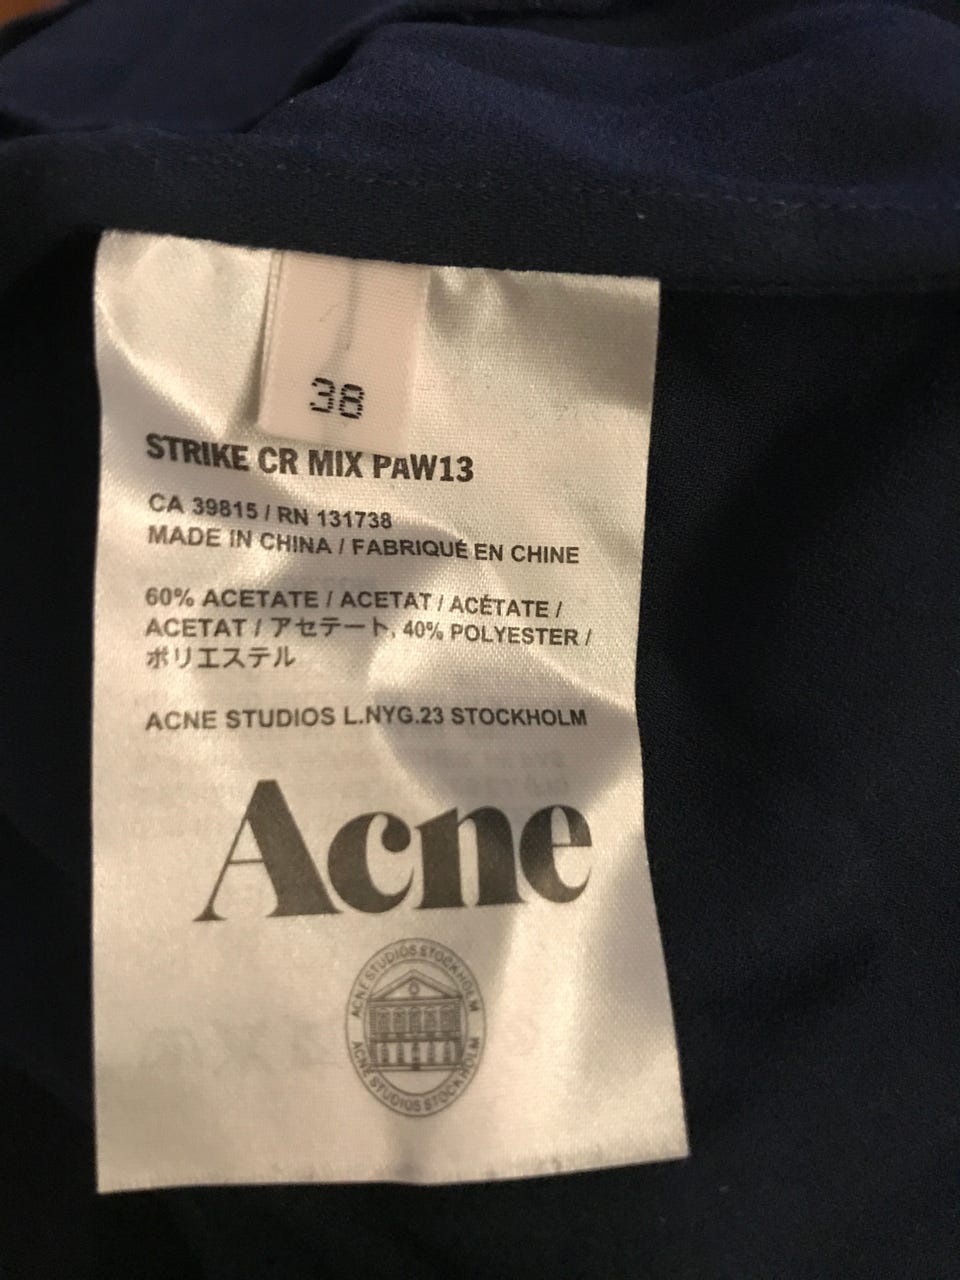 38
STRIKE CR MIX PAW13
CA 39815 / RN 131738
MADE IN CHINA / FABRIQUÉ EN CHINE
60% ACETATE / ACETAT / ACÉTATE /
ACETAT / アセテート, 40% POLYESTER /
ポリエステル
ACNE STUDIOS L.NYG.23 STOCKHOLM
Acne
ACNE STUDIOS STOCKHOLM
ACNE STUDIOS STOCKHOLM